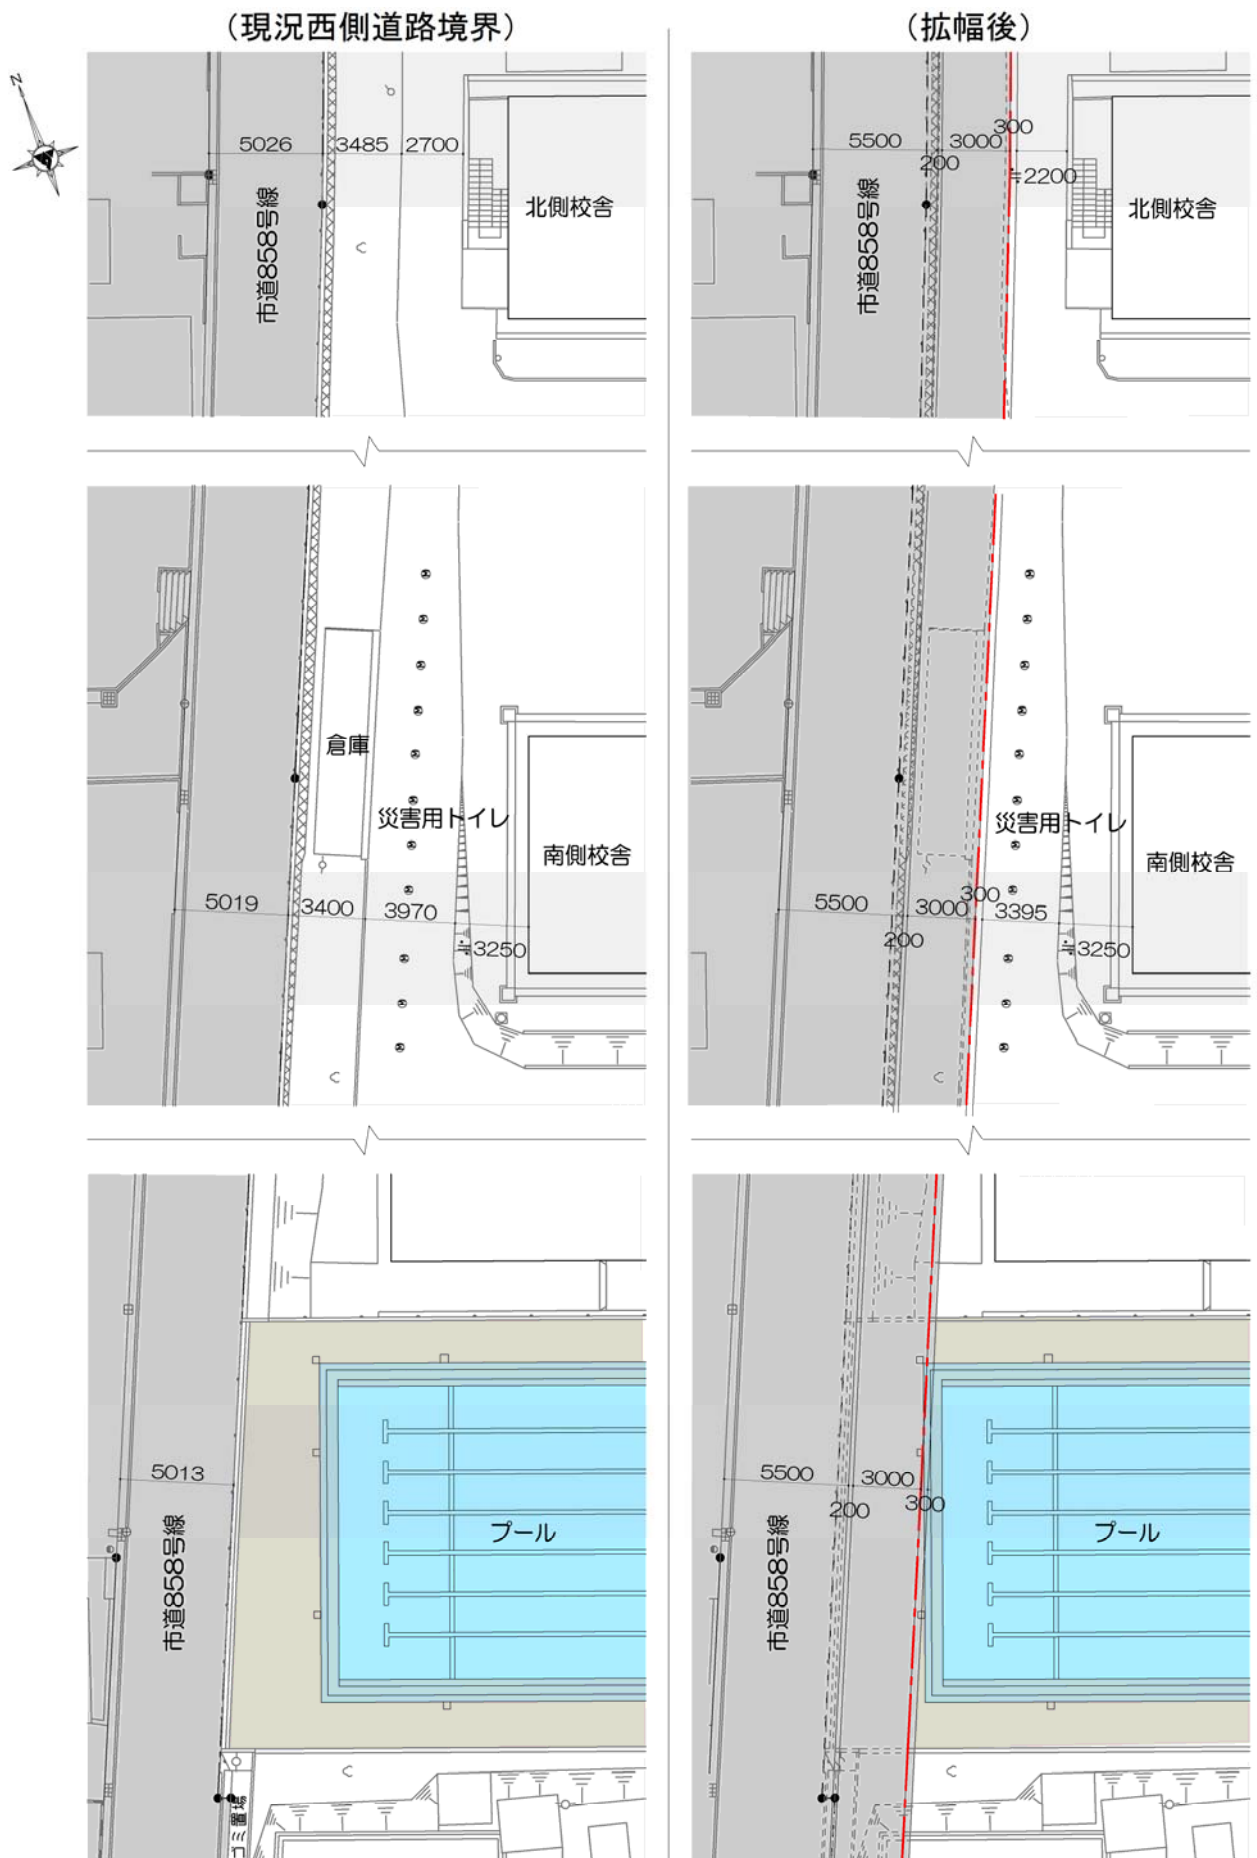 (現況西側道路境界)
(拡幅後)
N
5026
3485
2700
市道858号線
北側校舎
5500
200
3000
300
2200
市道858号線
北側校舎
倉庫
災害用トイレ
南側校舎
5019
3400
3970
3250
災害用トイレ
南側校舎
5500
200
3000
300
3395
3250
5013
市道858号線
プール
ゴミ置場
5500
200
3000
300
市道858号線
プール